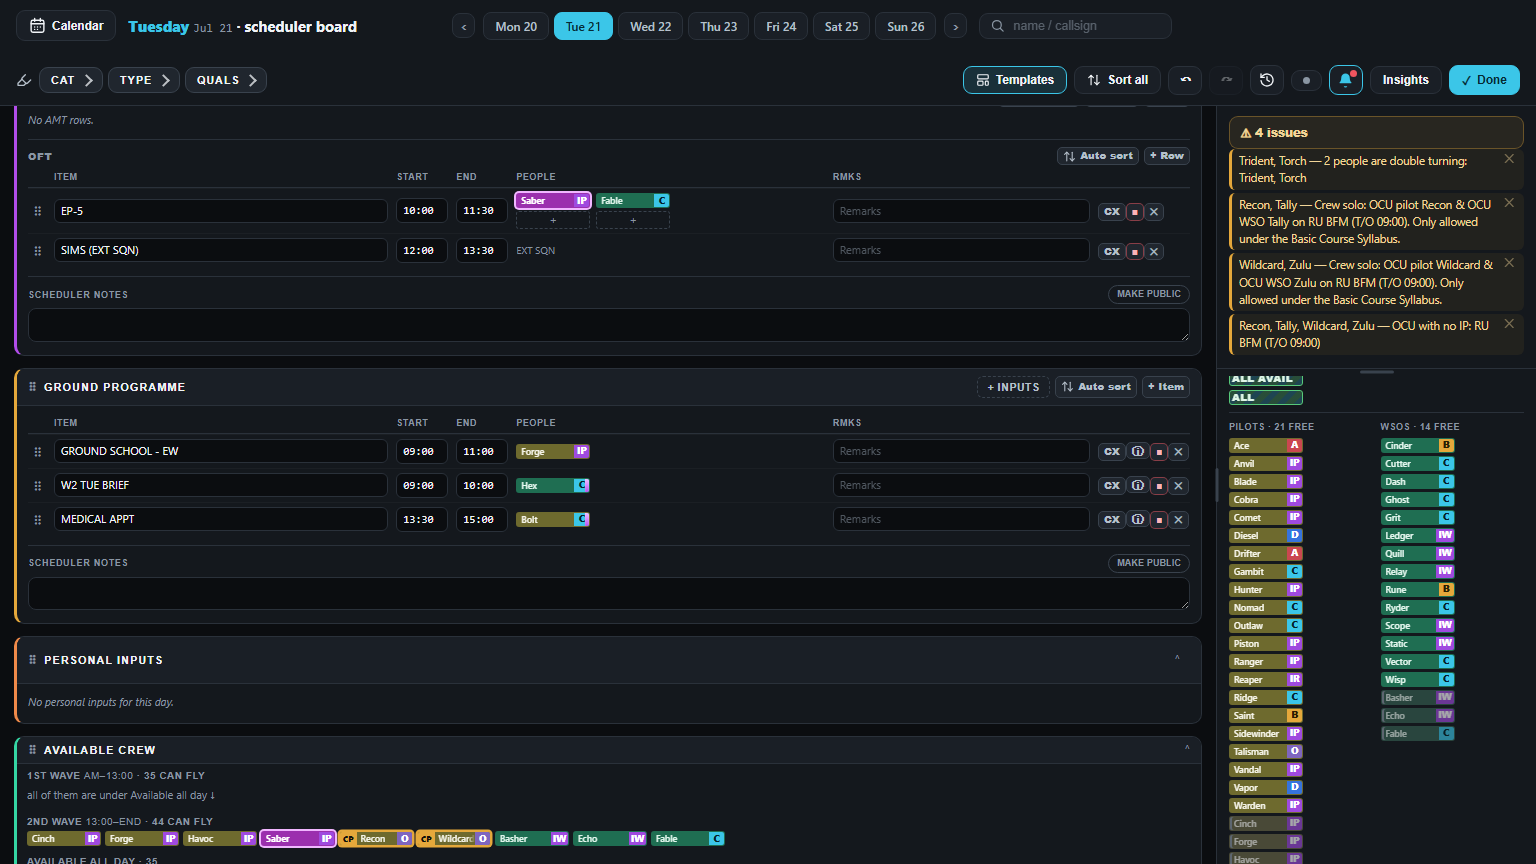 Calendar
Tuesday Jul 21 · scheduler board
‹ Mon 20 Tue 21 Wed 22 Thu 23 Fri 24 Sat 25 Sun 26 ›
name / callsign
CAT TYPE QUALS
Templates Sort all Insights ✓ Done
No AMT rows.
OFT
Auto sort + Row
ITEM START END PEOPLE RMKS
EP-5 10:00 11:30 Saber IP Fable C Remarks CX
+ +
SIMS (EXT SQN) 12:00 13:30 EXT SQN Remarks CX
SCHEDULER NOTES MAKE PUBLIC
GROUND PROGRAMME + INPUTS Auto sort + Item
ITEM START END PEOPLE RMKS
GROUND SCHOOL - EW 09:00 11:00 Forge IP Remarks CX
W2 TUE BRIEF 09:00 10:00 Hex C Remarks CX
MEDICAL APPT 13:30 15:00 Bolt C Remarks CX
SCHEDULER NOTES MAKE PUBLIC
PERSONAL INPUTS
No personal inputs for this day.
AVAILABLE CREW
1ST WAVE AM–13:00 · 35 CAN FLY
all of them are under Available all day ↓
2ND WAVE 13:00–END · 44 CAN FLY
Cinch IP Forge IP Havoc IP Saber IP CP Recon O CP Wildcard O Basher IW Echo IW Fable C
AVAILABLE ALL DAY · 35
⚠ 4 issues
Trident, Torch — 2 people are double turning:
Trident, Torch
Recon, Tally — Crew solo: OCU pilot Recon & OCU
WSO Tally on RU BFM (T/O 09:00). Only allowed
under the Basic Course Syllabus.
Wildcard, Zulu — Crew solo: OCU pilot Wildcard &
OCU WSO Zulu on RU BFM (T/O 09:00). Only
allowed under the Basic Course Syllabus.
Recon, Tally, Wildcard, Zulu — OCU with no IP: RU
BFM (T/O 09:00)
ALL AVAIL
ALL
PILOTS · 21 FREE
Ace A
Anvil IP
Blade IP
Cobra IP
Comet IP
Diesel D
Drifter A
Gambit C
Hunter IP
Nomad C
Outlaw C
Piston IP
Ranger IP
Reaper IR
Ridge C
Saint B
Sidewinder IP
Talisman O
Vandal IP
Vapor D
Warden IP
Cinch IP
Forge IP
Havoc IP
WSOS · 14 FREE
Cinder B
Cutter C
Dash C
Ghost C
Grit C
Ledger IW
Quill IW
Relay IW
Rune B
Ryder C
Scope IW
Static IW
Vector C
Wisp C
Basher IW
Echo IW
Fable C